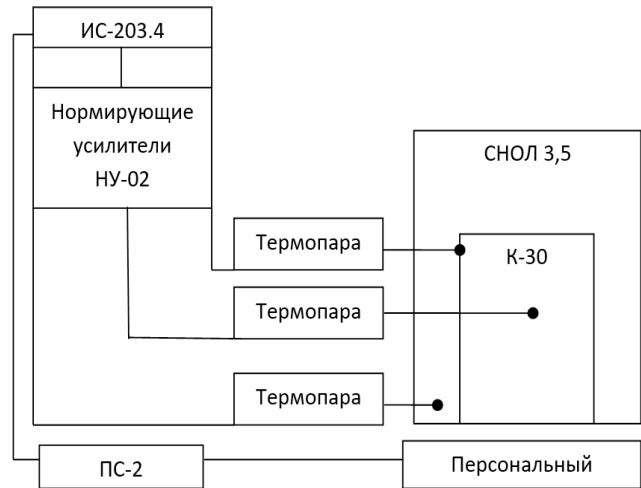 ИС-203.4
Нормирующие
усилители
НУ-02
СНОЛ 3,5
Термопара
К-30
Термопара
Термопара
ПС-2
Персональный